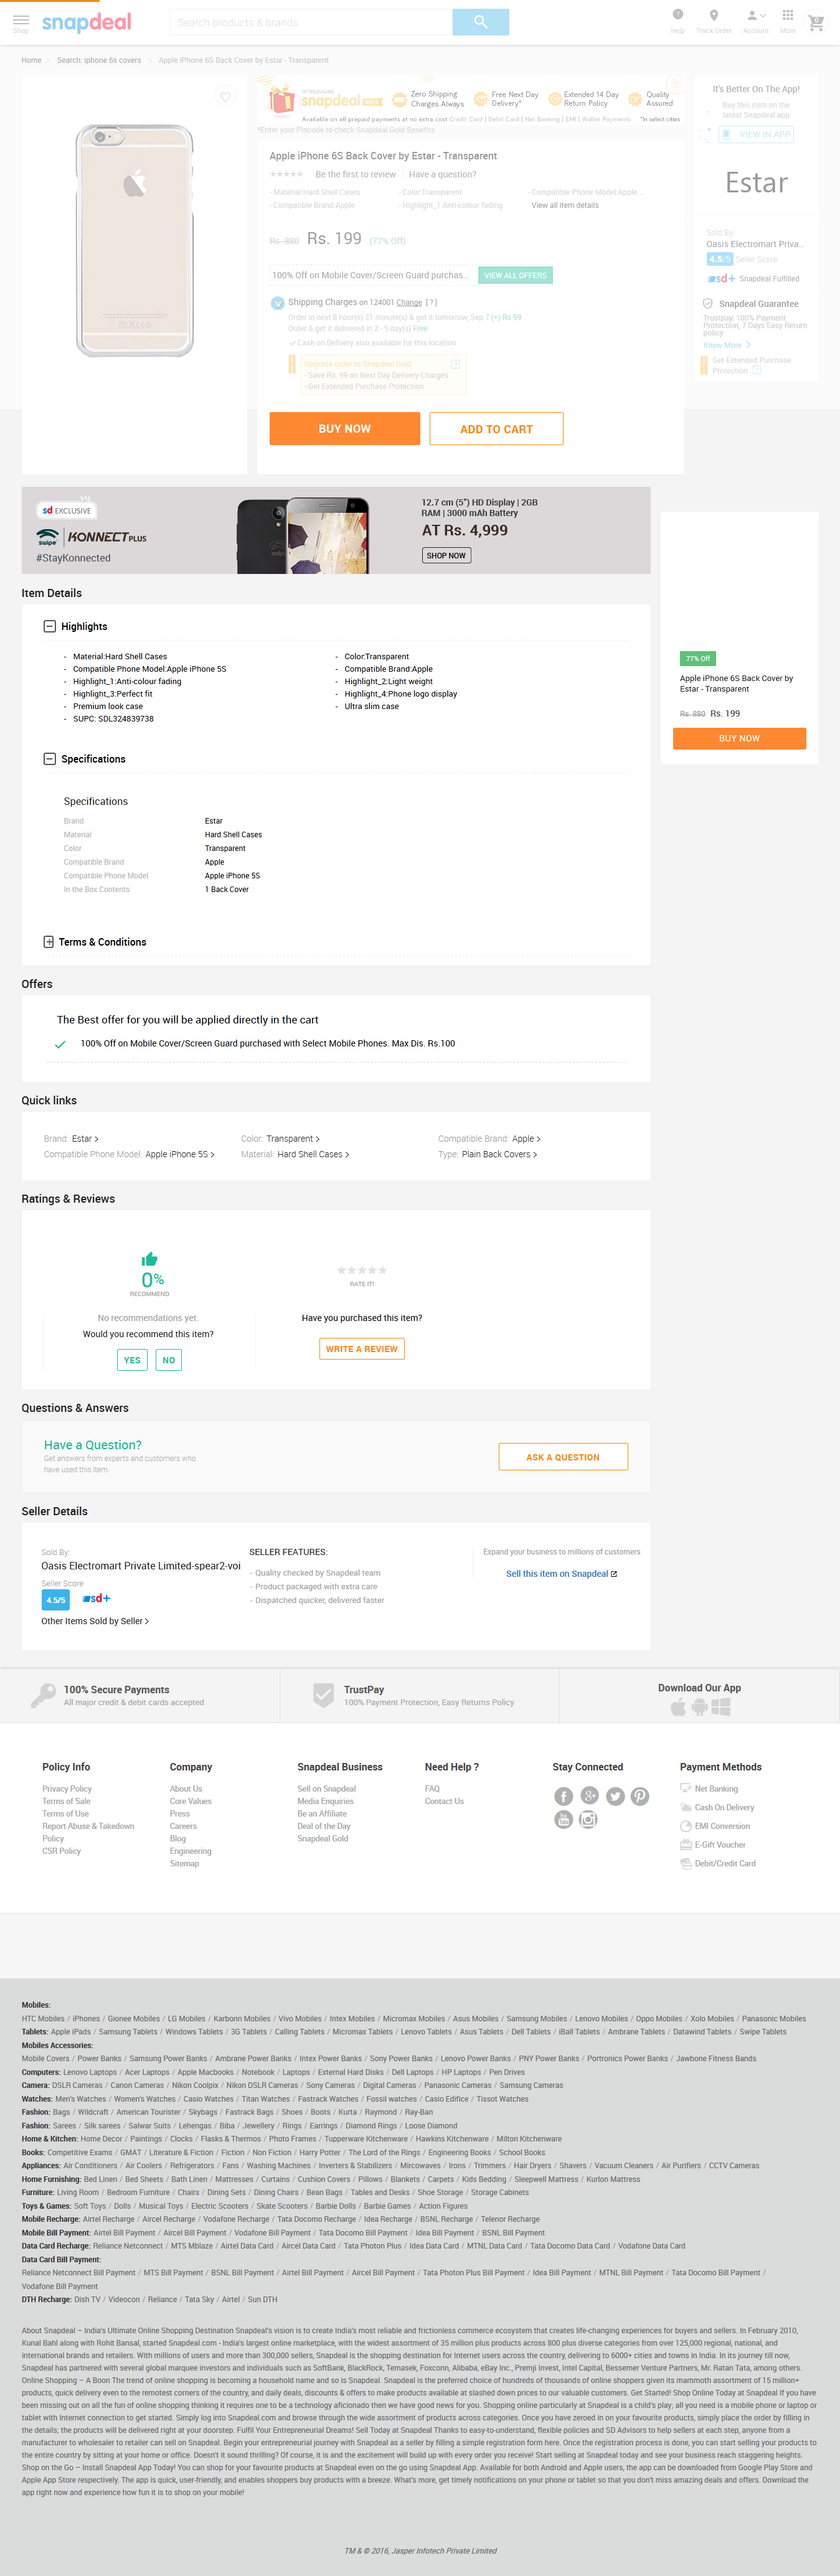 Shop
snapdeal
Search products & brands
Help
Track Order
Account
More
0
Home
Search: iphone 6s covers
Apple iPhone 6S Back Cover by Estar - Transparent
INTRODUCING
snapdeal GOLD
Zero Shipping
Charges Always
Free Next Day
Delivery*
Extended 14 Day
Return Policy
Quality
Assured
Available on all prepaid payments at no extra cost Credit Card | Debit Card | Net Banking | EMI | Wallet Payments
*In select cities
*Enter your Pincode to check Snapdeal Gold Benefits
Apple iPhone 6S Back Cover by Estar - Transparent
Be the first to review | Have a question?
- Material:Hard Shell Cases
- Color:Transparent
- Compatible Phone Model:Apple ...
- Compatible Brand:Apple
- Highlight_1:Anti-colour fading
View all item details
Rs. 880 Rs. 199 (77% Off)
100% Off on Mobile Cover/Screen Guard purchas...
VIEW ALL OFFERS
Shipping Charges on 124001 Change [ ? ]
Order in next 8 hour(s) 21 minute(s) & get it tomorrow, Sep 7 (+) Rs 99
Order & get it delivered in 2 - 5 day(s) Free
Cash on Delivery also available for this location
Upgrade order to Snapdeal Gold
- Save Rs. 99 on Next Day Delivery Charges
- Get Extended Purchase Protection
BUY NOW
ADD TO CART
It's Better On The App!
Buy this item on the
latest Snapdeal app
VIEW IN APP
Estar
Sold By:
Oasis Electromart Priva...
4.5/5 Seller Score
sd+ Snapdeal Fulfilled
Snapdeal Guarantee
Trustpay: 100% Payment
Protection, 7 Days Easy Return
policy
Know More
Get Extended Purchase
Protection
sd EXCLUSIVE
swipe KONNECT PLUS
#StayKonnected
12.7 cm (5") HD Display | 2GB
RAM | 3000 mAh Battery
AT Rs. 4,999
SHOP NOW
77% Off
Apple iPhone 6S Back Cover by
Estar - Transparent
Rs. 880 Rs. 199
BUY NOW
Item Details
Highlights
- Material:Hard Shell Cases
- Color:Transparent
- Compatible Phone Model:Apple iPhone 5S
- Compatible Brand:Apple
- Highlight_1:Anti-colour fading
- Highlight_2:Light weight
- Highlight_3:Perfect fit
- Highlight_4:Phone logo display
- Premium look case
- Ultra slim case
- SUPC: SDL324839738
Specifications
Specifications
Brand Estar
Material Hard Shell Cases
Color Transparent
Compatible Brand Apple
Compatible Phone Model Apple iPhone 5S
In the Box Contents 1 Back Cover
Terms & Conditions
Offers
The Best offer for you will be applied directly in the cart
100% Off on Mobile Cover/Screen Guard purchased with Select Mobile Phones. Max Dis. Rs.100
Quick links
Brand: Estar
Color: Transparent
Compatible Brand: Apple
Compatible Phone Model: Apple iPhone 5S
Material: Hard Shell Cases
Type: Plain Back Covers
Ratings & Reviews
0%
RECOMMEND
RATE IT!
No recommendations yet.
Would you recommend this item?
YES
NO
Have you purchased this item?
WRITE A REVIEW
Questions & Answers
Have a Question?
Get answers from experts and customers who
have used this item.
ASK A QUESTION
Seller Details
Sold By:
Oasis Electromart Private Limited-spear2-voi
Seller Score
4.5/5 sd+
Other Items Sold by Seller
SELLER FEATURES:
- Quality checked by Snapdeal team
- Product packaged with extra care
- Dispatched quicker, delivered faster
Expand your business to millions of customers
Sell this item on Snapdeal
100% Secure Payments
All major credit & debit cards accepted
TrustPay
100% Payment Protection, Easy Returns Policy
Download Our App
Policy Info
Privacy Policy
Terms of Sale
Terms of Use
Report Abuse & Takedown
Policy
CSR Policy
Company
About Us
Core Values
Press
Careers
Blog
Engineering
Sitemap
Snapdeal Business
Sell on Snapdeal
Media Enquiries
Be an Affiliate
Deal of the Day
Snapdeal Gold
Need Help ?
FAQ
Contact Us
Stay Connected
Payment Methods
Net Banking
Cash On Delivery
EMI Conversion
E-Gift Voucher
Debit/Credit Card
Mobiles:
HTC Mobiles / iPhones / Gionee Mobiles / LG Mobiles / Karbonn Mobiles / Vivo Mobiles / Intex Mobiles / Micromax Mobiles / Asus Mobiles / Samsung Mobiles / Lenovo Mobiles / Oppo Mobiles / Xolo Mobiles / Panasonic Mobiles
Tablets: Apple iPads / Samsung Tablets / Windows Tablets / 3G Tablets / Calling Tablets / Micromax Tablets / Lenovo Tablets / Asus Tablets / Dell Tablets / iBall Tablets / Ambrane Tablets / Datawind Tablets / Swipe Tablets
Mobiles Accessories:
Mobile Covers / Power Banks / Samsung Power Banks / Ambrane Power Banks / Intex Power Banks / Sony Power Banks / Lenovo Power Banks / PNY Power Banks / Portronics Power Banks / Jawbone Fitness Bands
Computers: Lenovo Laptops / Acer Laptops / Apple Macbooks / Notebook / Laptops / External Hard Disks / Dell Laptops / HP Laptops / Pen Drives
Camera: DSLR Cameras / Canon Cameras / Nikon Coolpix / Nikon DSLR Cameras / Sony Cameras / Digital Cameras / Panasonic Cameras / Samsung Cameras
Watches: Men's Watches / Women's Watches / Casio Watches / Titan Watches / Fastrack Watches / Fossil watches / Casio Edifice / Tissot Watches
Fashion: Bags / Wildcraft / American Tourister / Skybags / Fastrack Bags / Shoes / Boots / Kurta / Raymond / Ray-Ban
Fashion: Sarees / Silk sarees / Salwar Suits / Lehengas / Biba / Jewellery / Rings / Earrings / Diamond Rings / Loose Diamond
Home & Kitchen: Home Decor / Paintings / Clocks / Flasks & Thermos / Photo Frames / Tupperware Kitchenware / Hawkins Kitchenware / Milton Kitchenware
Books: Competitive Exams / GMAT / Literature & Fiction / Fiction / Non Fiction / Harry Potter / The Lord of the Rings / Engineering Books / School Books
Appliances: Air Conditioners / Air Coolers / Refrigerators / Fans / Washing Machines / Inverters & Stabilizers / Mircowaves / Irons / Trimmers / Hair Dryers / Shavers / Vacuum Cleaners / Air Purifiers / CCTV Cameras
Home Furnishing: Bed Linen / Bed Sheets / Bath Linen / Mattresses / Curtains / Cushion Covers / Pillows / Blankets / Carpets / Kids Bedding / Sleepwell Mattress / Kurlon Mattress
Furniture: Living Room / Bedroom Furniture / Chairs / Dining Sets / Dining Chairs / Bean Bags / Tables and Desks / Shoe Storage / Storage Cabinets
Toys & Games: Soft Toys / Dolls / Musical Toys / Electric Scooters / Skate Scooters / Barbie Dolls / Barbie Games / Action Figures
Mobile Recharge: Airtel Recharge / Aircel Recharge / Vodafone Recharge / Tata Docomo Recharge / Idea Recharge / BSNL Recharge / Telenor Recharge
Mobile Bill Payment: Airtel Bill Payment / Aircel Bill Payment / Vodafone Bill Payment / Tata Docomo Bill Payment / Idea Bill Payment / BSNL Bill Payment
Data Card Recharge: Reliance Netconnect / MTS Mblaze / Airtel Data Card / Aircel Data Card / Tata Photon Plus / Idea Data Card / MTNL Data Card / Tata Docomo Data Card / Vodafone Data Card
Data Card Bill Payment:
Reliance Netconnect Bill Payment / MTS Bill Payment / BSNL Bill Payment / Airtel Bill Payment / Aircel Bill Payment / Tata Photon Plus Bill Payment / Idea Bill Payment / MTNL Bill Payment / Tata Docomo Bill Payment /
Vodafone Bill Payment
DTH Recharge: Dish TV / Videocon / Reliance / Tata Sky / Airtel / Sun DTH
About Snapdeal – India's Ultimate Online Shopping Destination Snapdeal's vision is to create India's most reliable and frictionless commerce ecosystem that creates life-changing experiences for buyers and sellers. In February 2010,
Kunal Bahl along with Rohit Bansal, started Snapdeal.com - India's largest online marketplace, with the widest assortment of 35 million plus products across 800 plus diverse categories from over 125,000 regional, national, and
international brands and retailers. With millions of users and more than 300,000 sellers, Snapdeal is the shopping destination for Internet users across the country, delivering to 6000+ cities and towns in India. In its journey till now,
Snapdeal has partnered with several global marquee investors and individuals such as SoftBank, BlackRock, Temasek, Foxconn, Alibaba, eBay Inc., Premji Invest, Intel Capital, Bessemer Venture Partners, Mr. Ratan Tata, among others.
Online Shopping – A Boon The trend of online shopping is becoming a household name and so is Snapdeal. Snapdeal is the preferred choice of hundreds of thousands of online shoppers given its mammoth assortment of 15 million+
products, quick delivery even to the remotest corners of the country, and daily deals, discounts & offers to make products available at slashed down prices to our valuable customers. Get Started! Shop Online Today at Snapdeal If you have
been missing out on all the fun of online shopping thinking it requires one to be a technology aficionado then we have good news for you. Shopping online particularly at Snapdeal is a child's play; all you need is a mobile phone or laptop or
tablet with Internet connection to get started. Simply log into Snapdeal.com and browse through the wide assortment of products across categories. Once you have zeroed in on your favourite products, simply place the order by filling in
the details; the products will be delivered right at your doorstep. Fulfil Your Entrepreneurial Dreams! Sell Today at Snapdeal Thanks to easy-to-understand, flexible policies and SD Advisors to help sellers at each step, anyone from a
manufacturer to wholesaler to retailer can sell on Snapdeal. Begin your entrepreneurial journey with Snapdeal as a seller by filling a simple registration form here. Once the registration process is done, you can start selling your products to
the entire country by sitting at your home or office. Doesn't it sound thrilling? Of course, it is and the excitement will build up with every order you receive! Start selling at Snapdeal today and see your business reach staggering heights.
Shop on the Go – Install Snapdeal App Today! You can shop for your favourite products at Snapdeal even on the go using Snapdeal App. Available for both Android and Apple users, the app can be downloaded from Google Play Store and
Apple App Store respectively. The app is quick, user-friendly, and enables shoppers buy products with a breeze. What's more, get timely notifications on your phone or tablet so that you don't miss amazing deals and offers. Download the
app right now and experience how fun it is to shop on your mobile!
TM & © 2016, Jasper Infotech Private Limited